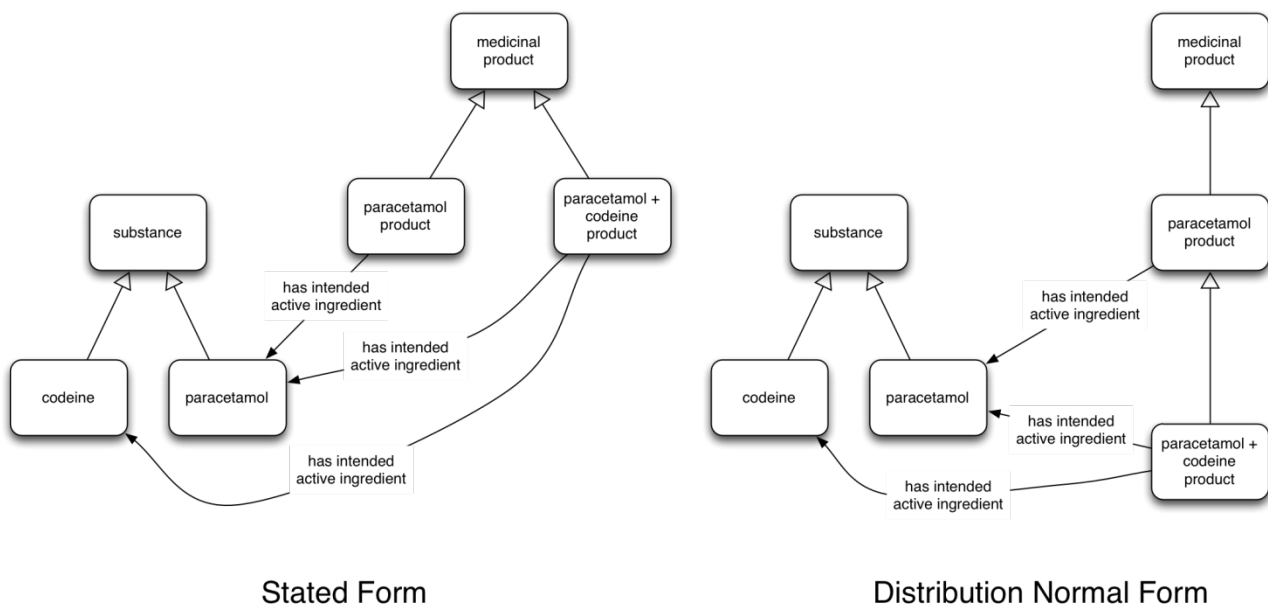 medicinal
product
paracetamol
product
paracetamol +
codeine
product
substance
has intended
active ingredient
has intended
active ingredient
codeine
paracetamol
has intended
active ingredient
Stated Form
medicinal
product
paracetamol
product
substance
has intended
active ingredient
codeine
paracetamol
has intended
active ingredient
paracetamol +
codeine
product
has intended
active ingredient
Distribution Normal Form